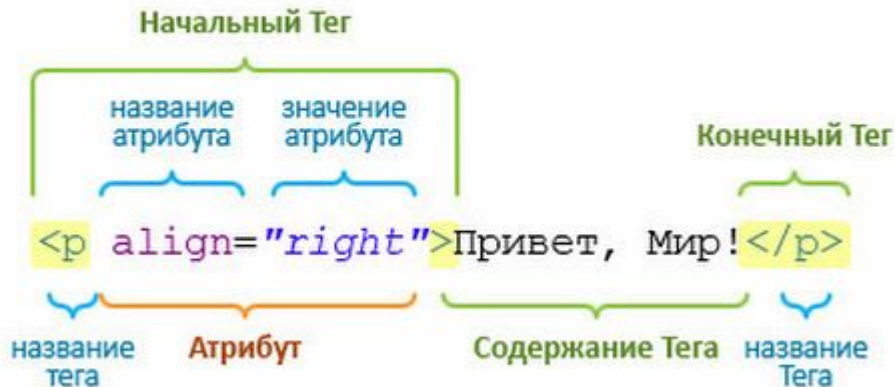 Начальный Тег
название атрибута
значение атрибута
Конечный Тег
<p align="right">Привет, Мир!</p>
название тега
Атрибут
Содержание Тега
название Тега